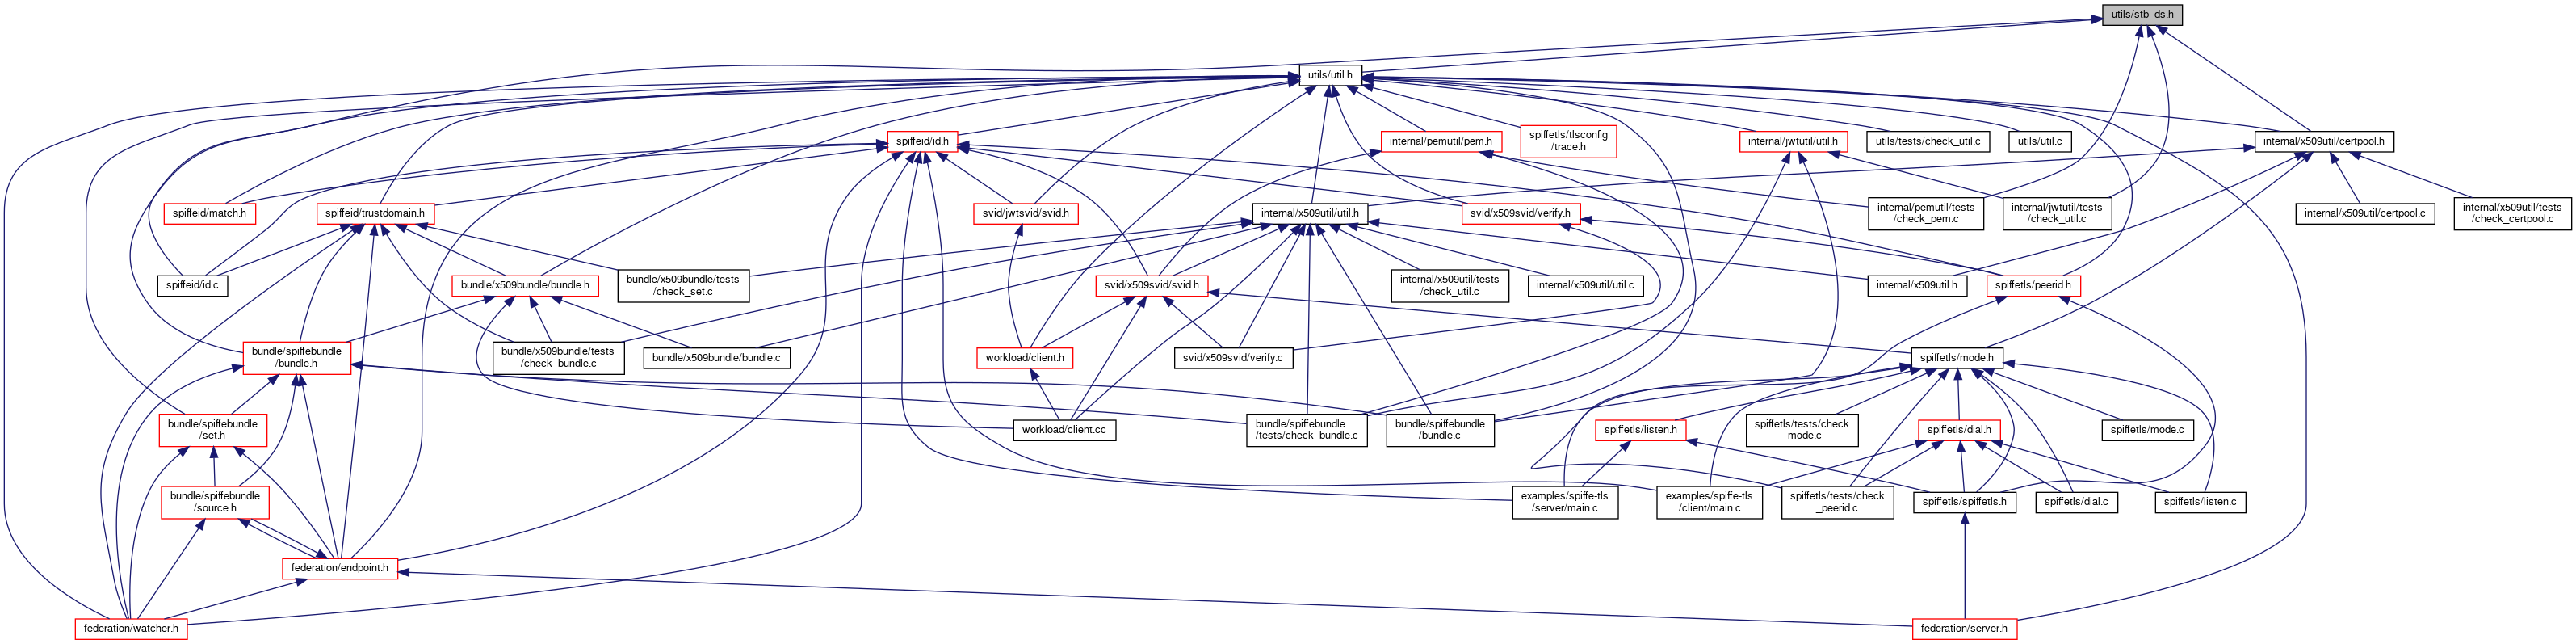 utils/stb_ds.h
utils/util.h
spiffeid/id.h
internal/pemutil/pem.h
spiffetls/tlsconfig
/trace.h
internal/jwtutil/util.h
utils/tests/check_util.c
utils/util.c
internal/x509util/certpool.h
spiffeid/match.h
spiffeid/trustdomain.h
svid/jwtsvid/svid.h
internal/x509util/util.h
svid/x509svid/verify.h
internal/pemutil/tests
/check_pem.c
internal/jwtutil/tests
/check_util.c
internal/x509util/certpool.c
internal/x509util/tests
/check_certpool.c
spiffeid/id.c
bundle/x509bundle/bundle.h
bundle/x509bundle/tests
/check_set.c
svid/x509svid/svid.h
internal/x509util/tests
/check_util.c
internal/x509util/util.c
internal/x509util.h
spiffetls/peerid.h
bundle/spiffebundle
/bundle.h
bundle/x509bundle/tests
/check_bundle.c
bundle/x509bundle/bundle.c
workload/client.h
svid/x509svid/verify.c
spiffetls/mode.h
bundle/spiffebundle
/set.h
workload/client.cc
bundle/spiffebundle
/tests/check_bundle.c
bundle/spiffebundle
/bundle.c
spiffetls/listen.h
spiffetls/tests/check
_mode.c
spiffetls/dial.h
spiffetls/mode.c
bundle/spiffebundle
/source.h
examples/spiffe-tls
/server/main.c
examples/spiffe-tls
/client/main.c
spiffetls/tests/check
_peerid.c
spiffetls/spiffetls.h
spiffetls/dial.c
spiffetls/listen.c
federation/endpoint.h
federation/watcher.h
federation/server.h